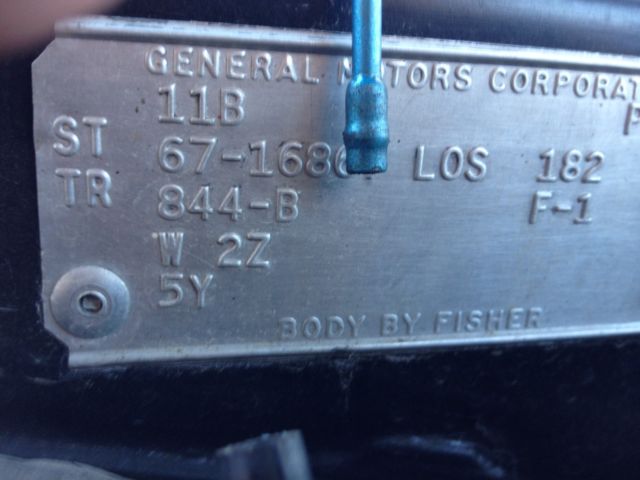 GENERAL MOTORS CORPORAT
11B
P
ST 67-1686 LOS 182
TR 844-B F-1
W 2Z
5Y
BODY BY FISHER